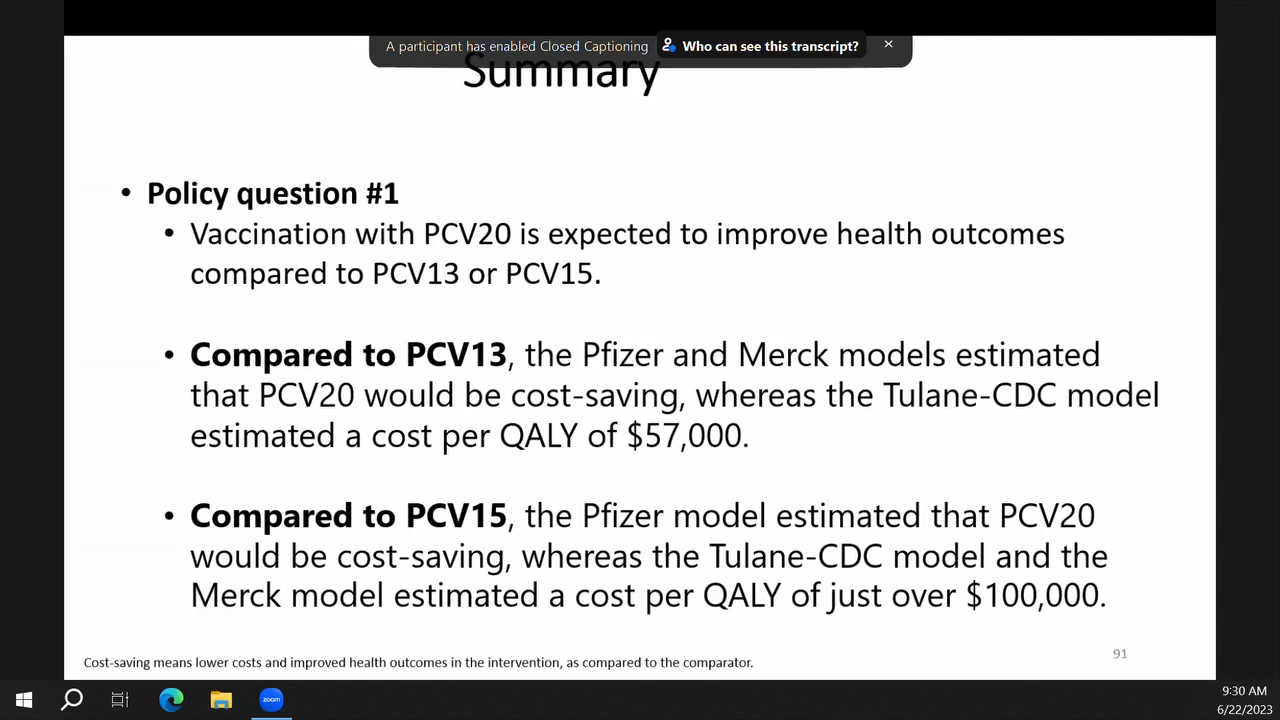 A participant has enabled Closed Captioning Who can see this transcript?
Summary
• Policy question #1
• Vaccination with PCV20 is expected to improve health outcomes
compared to PCV13 or PCV15.
• Compared to PCV13, the Pfizer and Merck models estimated
that PCV20 would be cost-saving, whereas the Tulane-CDC model
estimated a cost per QALY of $57,000.
• Compared to PCV15, the Pfizer model estimated that PCV20
would be cost-saving, whereas the Tulane-CDC model and the
Merck model estimated a cost per QALY of just over $100,000.
Cost-saving means lower costs and improved health outcomes in the intervention, as compared to the comparator.
91
zoom
9:30 AM
6/22/2023